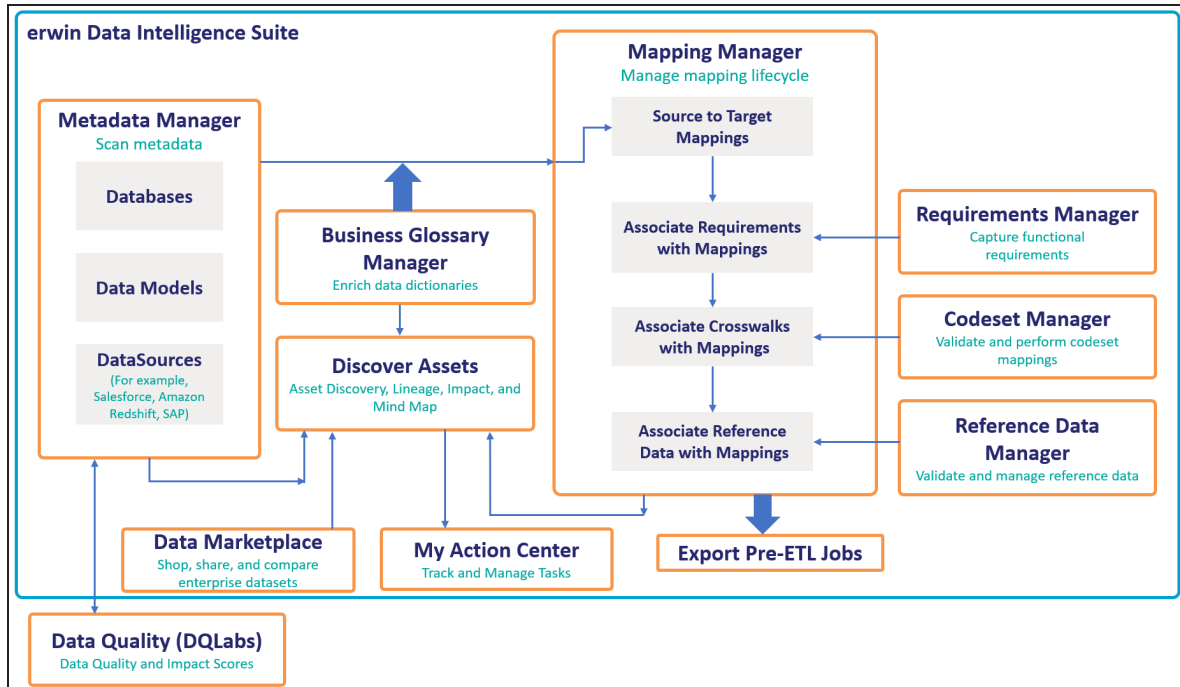 erwin Data Intelligence Suite
Metadata Manager
Scan metadata
Databases
Data Models
DataSources
(For example,
Salesforce, Amazon
Redshift, SAP)
Business Glossary
Manager
Enrich data dictionaries
Discover Assets
Asset Discovery, Lineage, Impact, and
Mind Map
Mapping Manager
Manage mapping lifecycle
Source to Target
Mappings
Associate Requirements
with Mappings
Associate Crosswalks
with Mappings
Associate Reference
Data with Mappings
Requirements Manager
Capture functional
requirements
Codeset Manager
Validate and perform codeset
mappings
Reference Data
Manager
Validate and manage reference data
Data Marketplace
Shop, share, and compare
enterprise datasets
My Action Center
Track and Manage Tasks
Export Pre-ETL Jobs
Data Quality (DQLabs)
Data Quality and Impact Scores